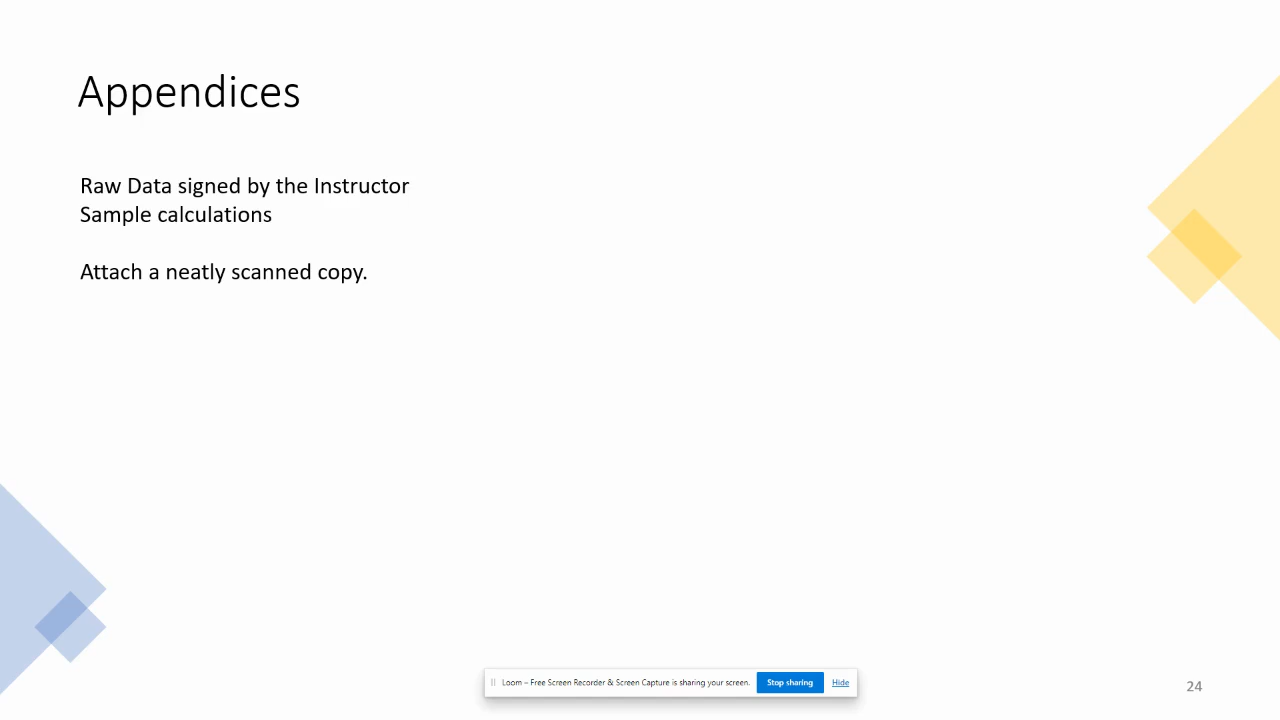 Appendices
Raw Data signed by the Instructor
Sample calculations
Attach a neatly scanned copy.
Loom – Free Screen Recorder & Screen Capture is sharing your screen. Stop sharing Hide
24